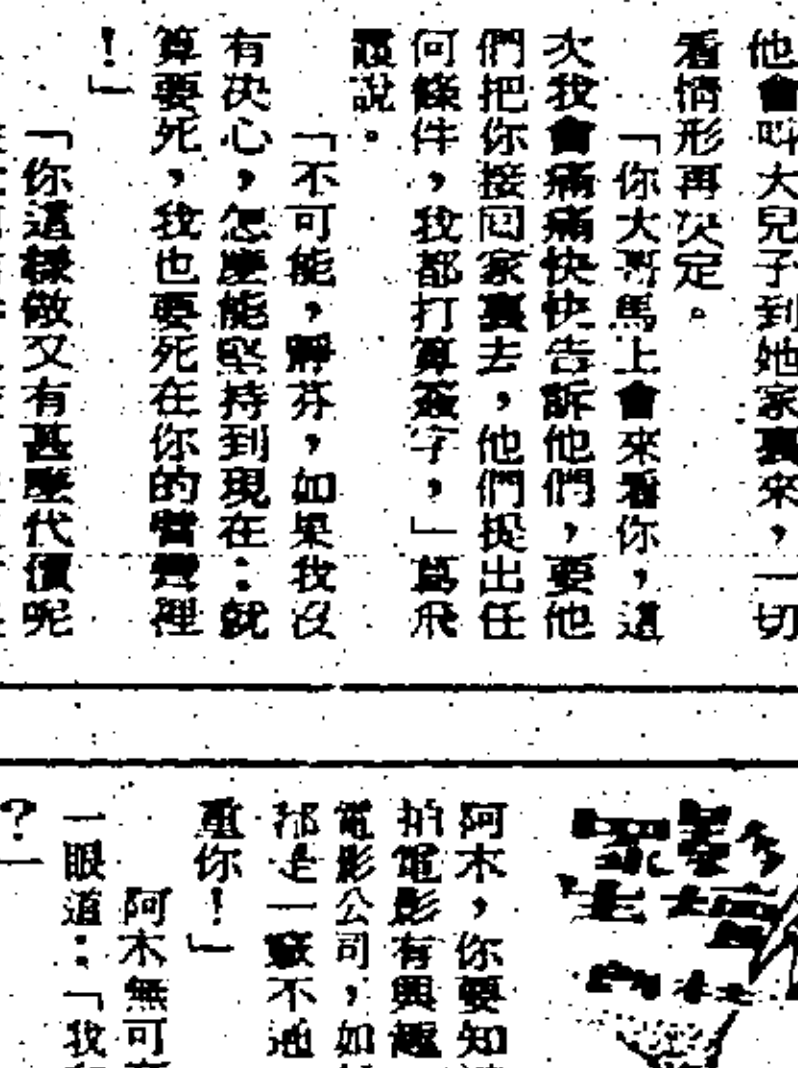 他會叫大兒子到她家裏來，一切
看情形再決定。
「你大哥馬上會來看你，這
次我會痛痛快快告訴他們，要他
們把你接回家裏去，他們提出任
何條件，我都打算簽字，」葛飛
說。
「不可能，靜芬，如果我沒
有决心，怎麼能堅持到現在：就
算要死，我也要死在你的臂彎裡
！」
「你這樣做又有甚麼代價呢
阿木，你要知
拍電影有興趣
電影公司，如
都是一竅不通
重你！」
阿木無可
一眼道：「我
？